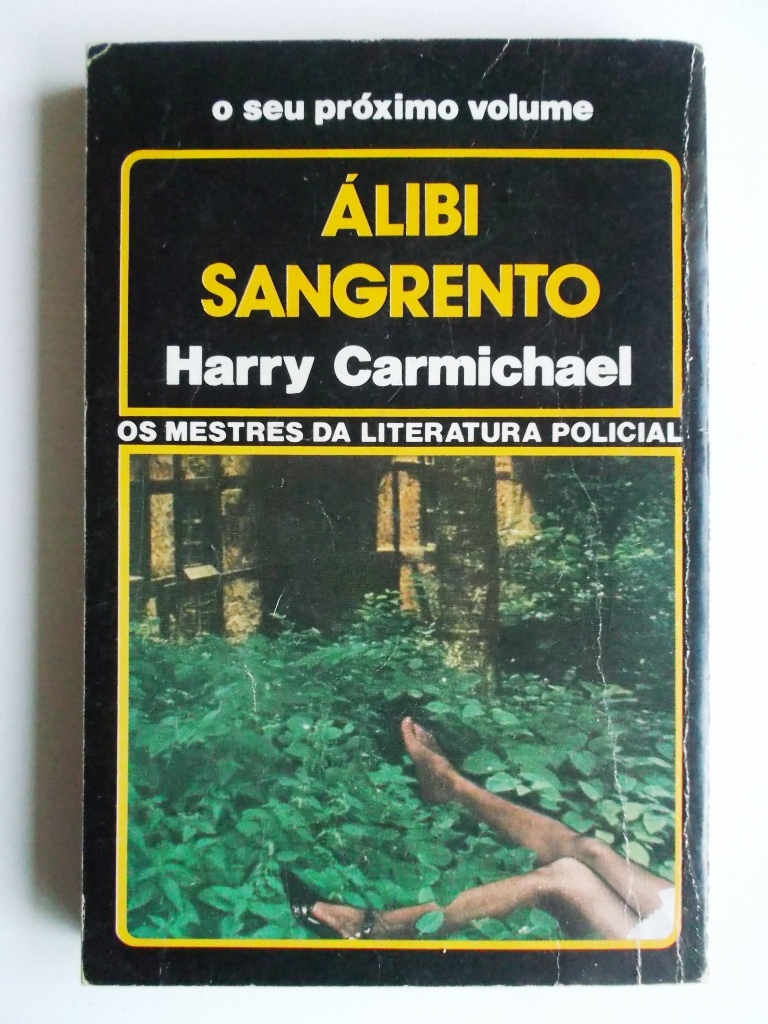 o seu próximo volume
ÁLIBI
SANGRENTO
Harry Carmichael
OS MESTRES DA LITERATURA POLICIAL